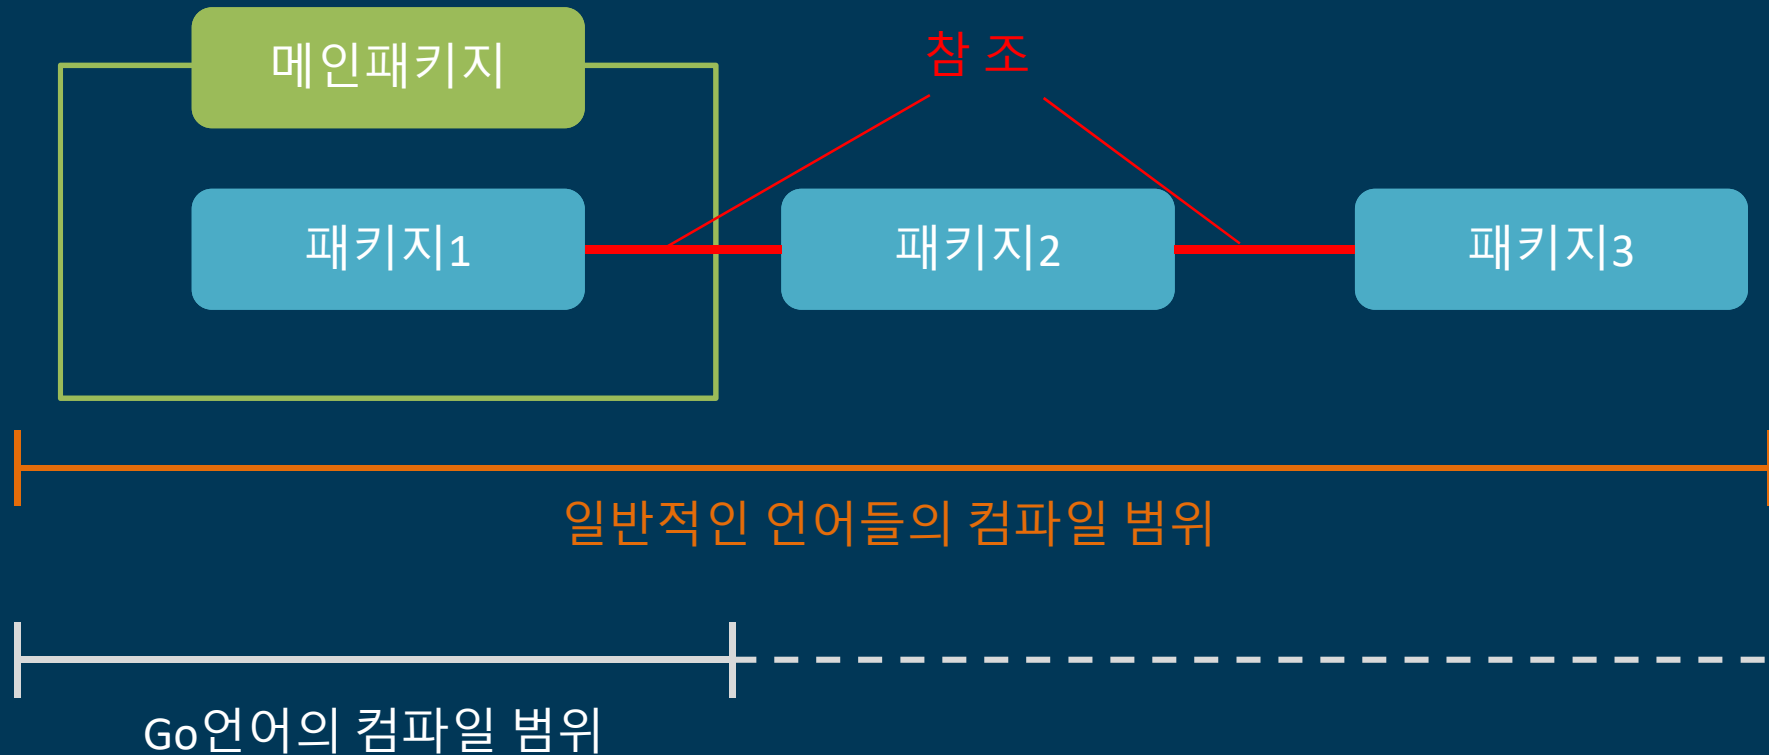 메인패키지
참 조
패키지1
패키지2
패키지3
일반적인 언어들의 컴파일 범위
Go언어의 컴파일 범위